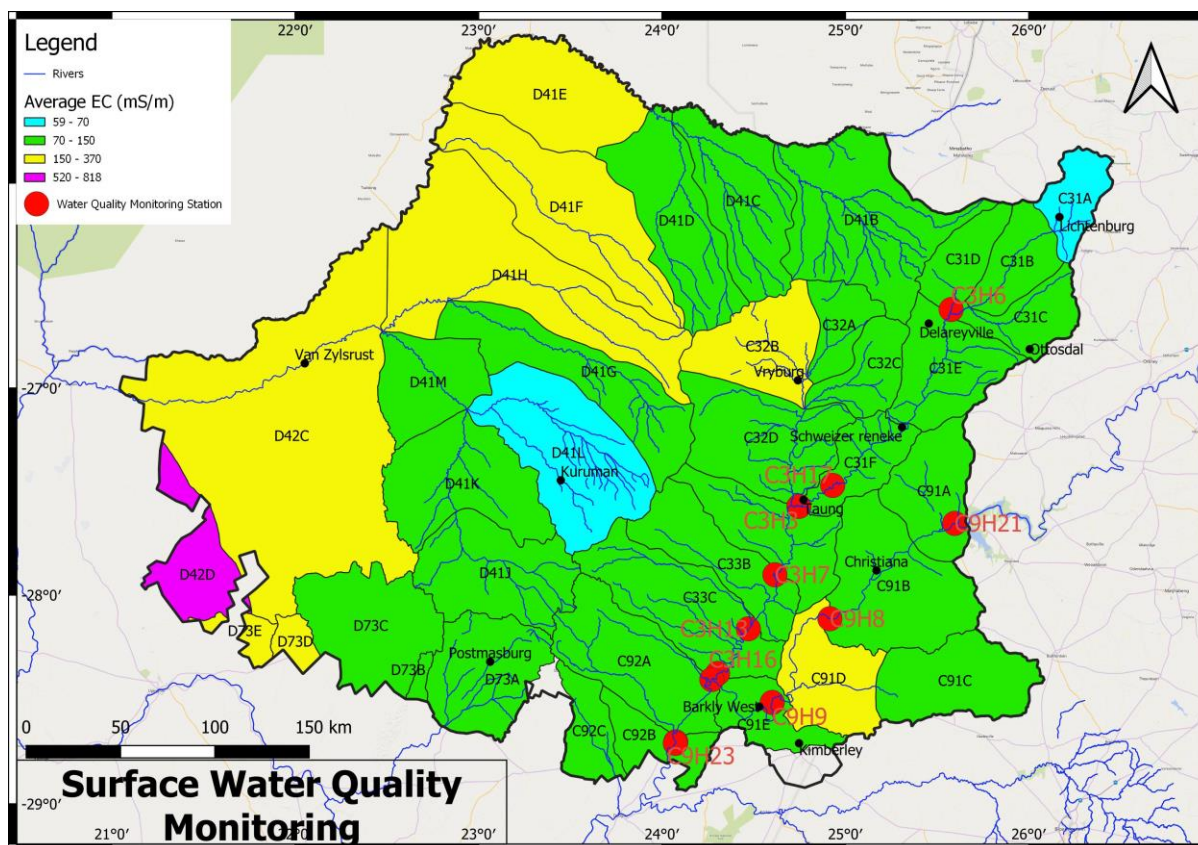 22°0′ 23°0′ 24°0′ 25°0′ 26°0′
Legend
Rivers
Average EC (mS/m)
59 - 70
70 - 150
150 - 370
520 - 818
Water Quality Monitoring Station
D41E
D41F
D41D
D41C
D41B
C31A
Lichtenburg
C31D
C31B
D41H
C3H6
C31C
Delareyville
Ottosdal
C32A
C32B
C32C
C31E
Van Zylsrust
Vryburg
-27°0′
D41M
D41G
D42C
C32D
Schweizer reneke
D41L
Kuruman
C31F
D41K
C91A
Taung
C3H3
C9H21
D42D
D41J
C33B
C3H7
Christiana
C91B
-28°0′
C33C
D73E
D73D
D73C
C9H8
C3H13
Postmasburg
D73B
D73A
C92A
C3H16
C91D
C91C
Barkly West
C9H9
C91E
C92C
C92B
C9H23
Kimberley
0 50 100 150 km
Surface Water Quality
Monitoring
-29°0′
21°0′ 22°0′ 23°0′ 24°0′ 25°0′ 26°0′